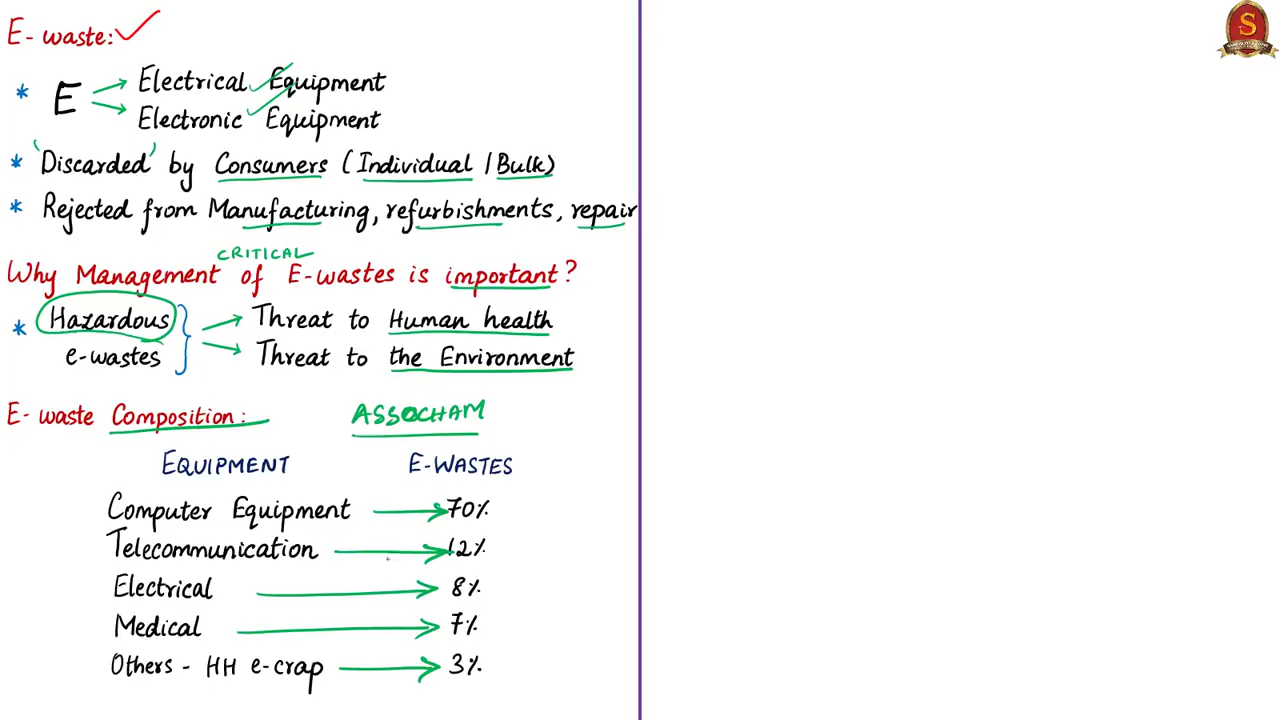 E- waste:
* E → Electrical Equipment
→ Electronic Equipment
* 'Discarded' by Consumers (Individual / Bulk)
* Rejected from Manufacturing, refurbishments, repair
CRITICAL
Why Management of E-wastes is important?
* Hazardous → Threat to Human health
e-wastes → Threat to the Environment
E- waste Composition: ASSOCHAM
EQUIPMENT E-WASTES
Computer Equipment → 70%
Telecommunication → 12%
Electrical → 8%
Medical → 7%
Others - HH e-crap → 3%
S